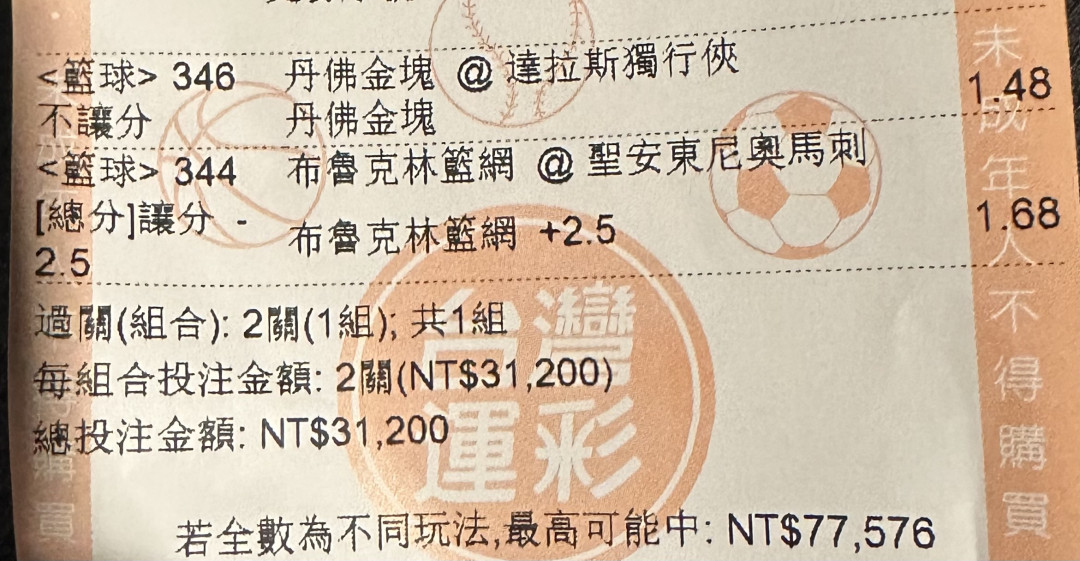 <籃球> 346 丹佛金塊 @ 達拉斯獨行俠 1.48
不讓分 丹佛金塊
<籃球> 344 布魯克林籃網 @ 聖安東尼奧馬刺 1.68
[總分]讓分 - 布魯克林籃網 +2.5
2.5
過關(組合): 2關(1組); 共1組
每組合投注金額: 2關(NT$31,200)
總投注金額: NT$31,200
若全數為不同玩法,最高可能中: NT$77,576
台灣
運彩
未成年人不得購買
購買